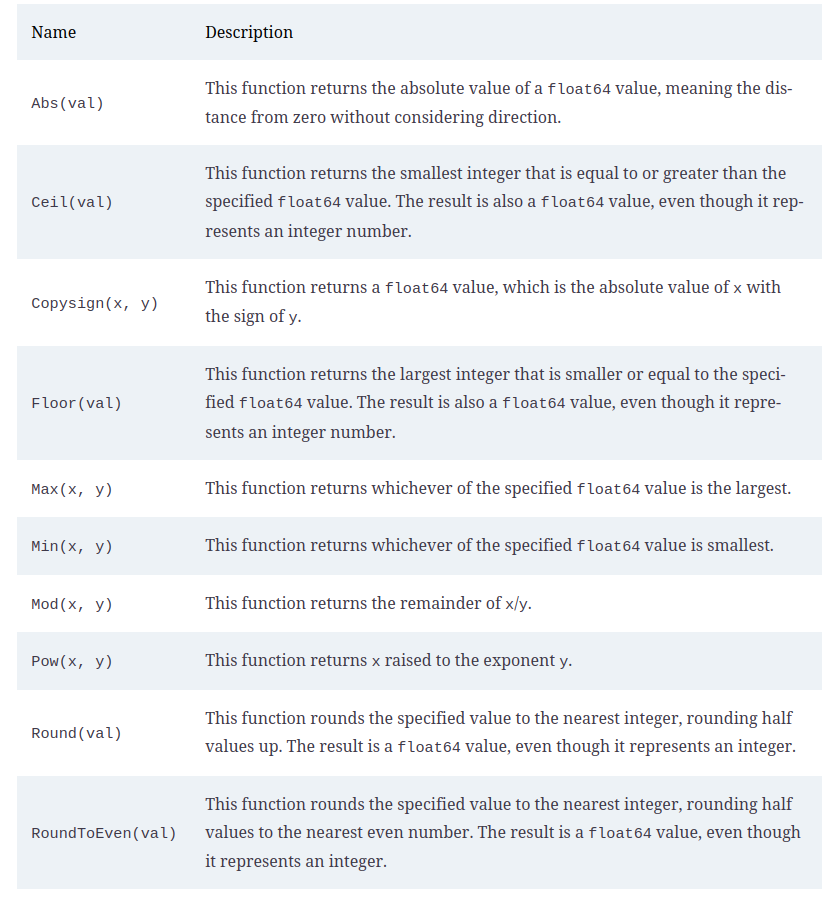 Name Description
This function returns the absolute value of a float64 value, meaning the dis-
Abs(val)
tance from zero without considering direction.
This function returns the smallest integer that is equal to or greater than the
Ceil(val) specified float64 value. The result is also a float64 value, even though it rep-
resents an integer number.
This function returns a float64 value, which is the absolute value of x with
Copysign(x, y)
the sign of y.
This function returns the largest integer that is smaller or equal to the speci-
Floor(val) fied float64 value. The result is also a float64 value, even though it repre-
sents an integer number.
Max(x, y) This function returns whichever of the specified float64 value is the largest.
Min(x, y) This function returns whichever of the specified float64 value is smallest.
Mod(x, y) This function returns the remainder of x/y.
Pow(x, y) This function returns x raised to the exponent y.
This function rounds the specified value to the nearest integer, rounding half
Round(val)
values up. The result is a float64 value, even though it represents an integer.
This function rounds the specified value to the nearest integer, rounding half
RoundToEven(val) values to the nearest even number. The result is a float64 value, even though
it represents an integer.